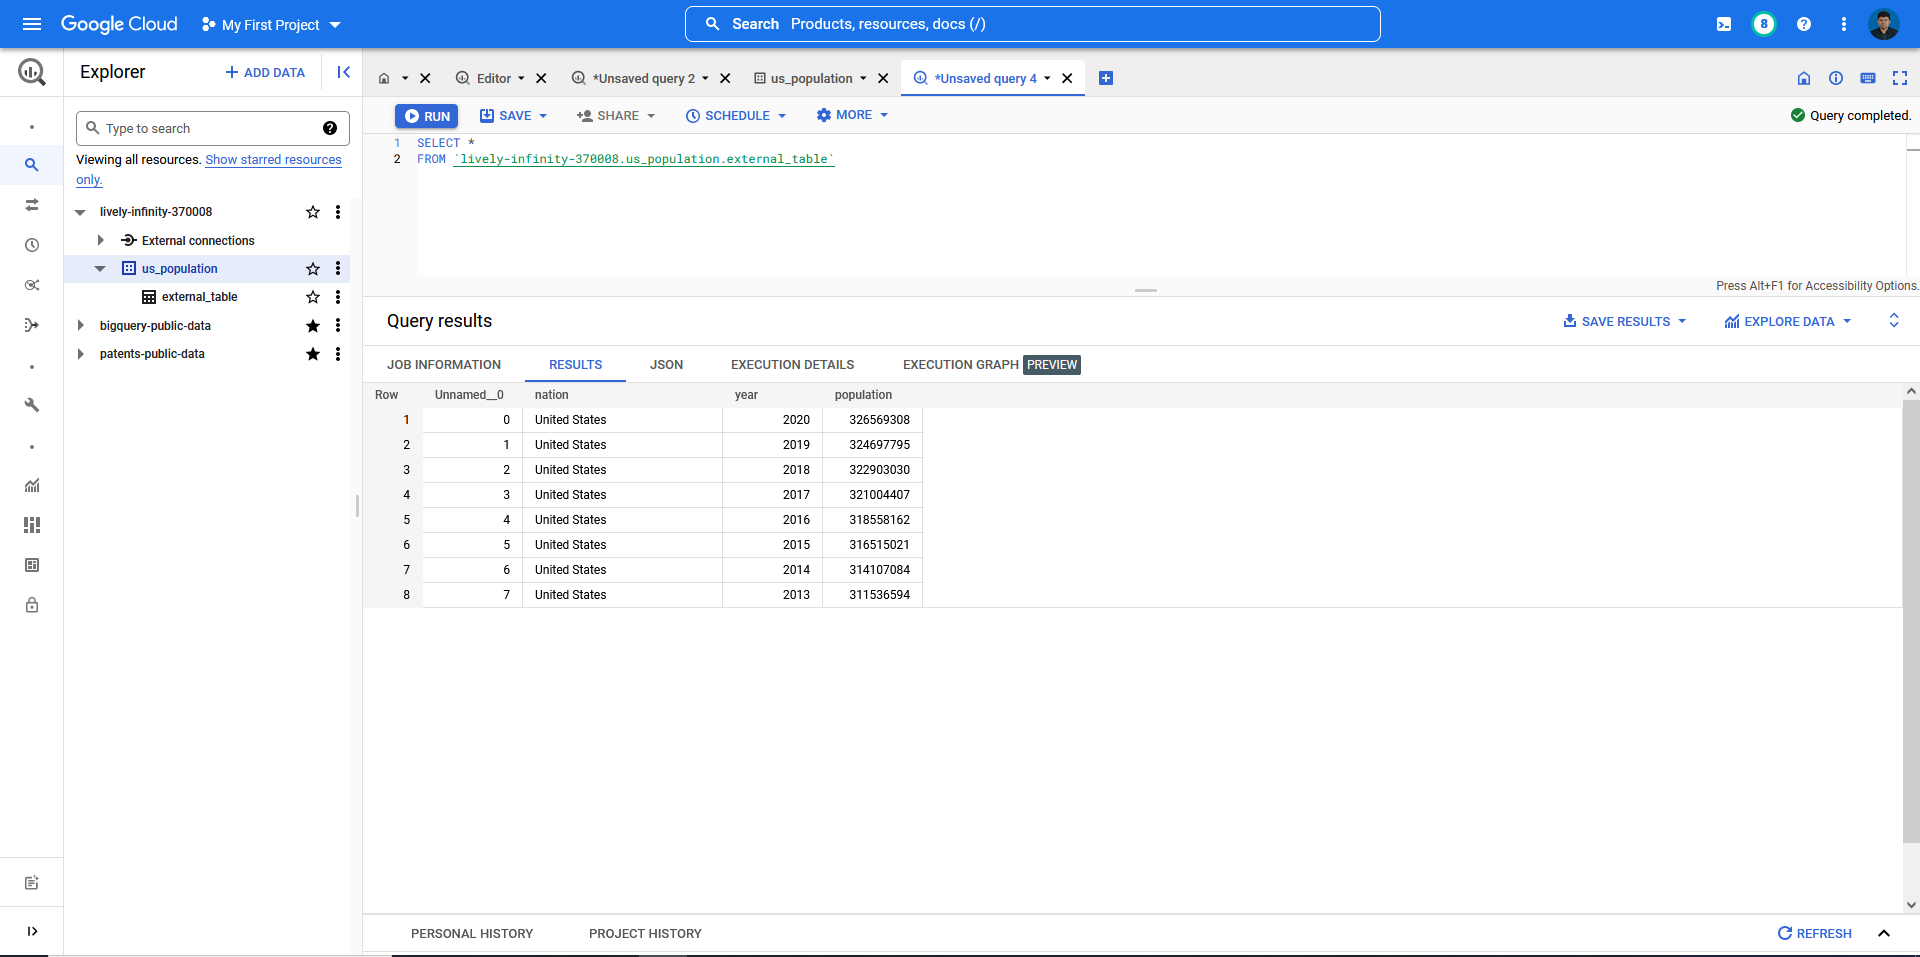 Google Cloud My First Project Search Products, resources, docs (/) 8
Explorer + ADD DATA
Type to search
Viewing all resources. Show starred resources
only.
lively-infinity-370008
External connections
us_population
external_table
bigquery-public-data
patents-public-data
Editor *Unsaved query 2 us_population *Unsaved query 4
RUN SAVE SHARE SCHEDULE MORE Query completed.
1 SELECT *
2 FROM `lively-infinity-370008.us_population.external_table`
Press Alt+F1 for Accessibility Options.
Query results SAVE RESULTS EXPLORE DATA
JOB INFORMATION RESULTS JSON EXECUTION DETAILS EXECUTION GRAPH PREVIEW
Row Unnamed__0 nation year population
1 0 United States 2020 326569308
2 1 United States 2019 324697795
3 2 United States 2018 322903030
4 3 United States 2017 321004407
5 4 United States 2016 318558162
6 5 United States 2015 316515021
7 6 United States 2014 314107084
8 7 United States 2013 311536594
PERSONAL HISTORY PROJECT HISTORY REFRESH